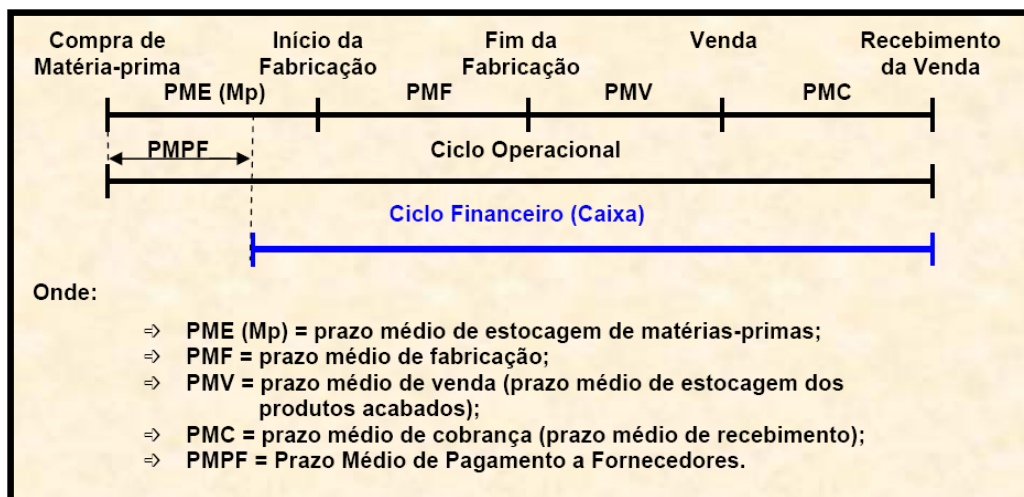 Compra de Matéria-prima
Início da Fabricação
Fim da Fabricação
Venda
Recebimento da Venda
PME (Mp)
PMF
PMV
PMC
PMPF
Ciclo Operacional
Ciclo Financeiro (Caixa)
Onde:
⇨ PME (Mp) = prazo médio de estocagem de matérias-primas;
⇨ PMF = prazo médio de fabricação;
⇨ PMV = prazo médio de venda (prazo médio de estocagem dos
produtos acabados);
⇨ PMC = prazo médio de cobrança (prazo médio de recebimento);
⇨ PMPF = Prazo Médio de Pagamento a Fornecedores.